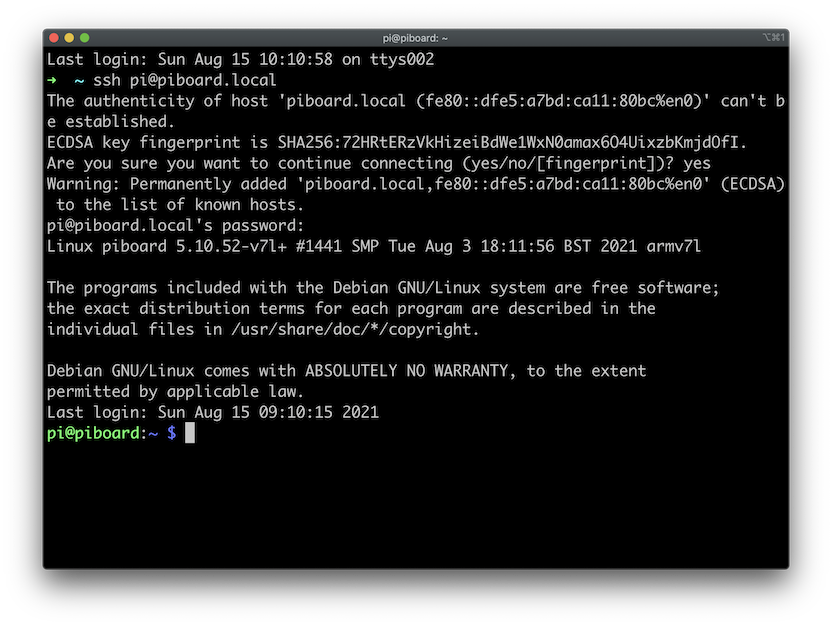 pi@piboard: ~
⌥⌘1
Last login: Sun Aug 15 10:10:58 on ttys002
➜  ~ ssh pi@piboard.local
The authenticity of host 'piboard.local (fe80::dfe5:a7bd:ca11:80bc%en0)' can't b
e established.
ECDSA key fingerprint is SHA256:72HRtERzVkHizeiBdWe1WxN0amax6O4UixzbKmjdOfI.
Are you sure you want to continue connecting (yes/no/[fingerprint])? yes
Warning: Permanently added 'piboard.local,fe80::dfe5:a7bd:ca11:80bc%en0' (ECDSA)
 to the list of known hosts.
pi@piboard.local's password:
Linux piboard 5.10.52-v7l+ #1441 SMP Tue Aug 3 18:11:56 BST 2021 armv7l

The programs included with the Debian GNU/Linux system are free software;
the exact distribution terms for each program are described in the
individual files in /usr/share/doc/*/copyright.

Debian GNU/Linux comes with ABSOLUTELY NO WARRANTY, to the extent
permitted by applicable law.
Last login: Sun Aug 15 09:10:15 2021
pi@piboard:~ $